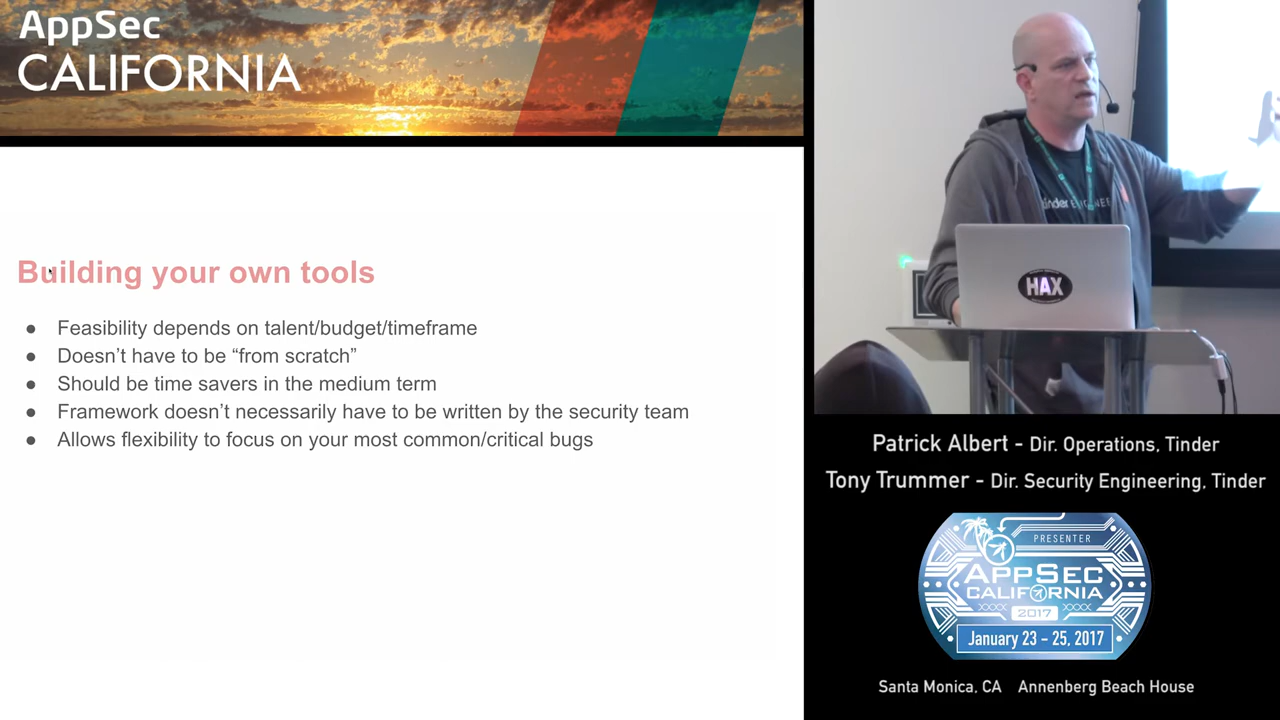 AppSec
CALIFORNIA
Building your own tools
● Feasibility depends on talent/budget/timeframe
● Doesn’t have to be “from scratch”
● Should be time savers in the medium term
● Framework doesn’t necessarily have to be written by the security team
● Allows flexibility to focus on your most common/critical bugs
HAX
Patrick Albert - Dir. Operations, Tinder
Tony Trummer - Dir. Security Engineering, Tinder
PRESENTER
APPSEC
CALIFORNIA
2017
January 23 - 25, 2017
Santa Monica, CA Annenberg Beach House